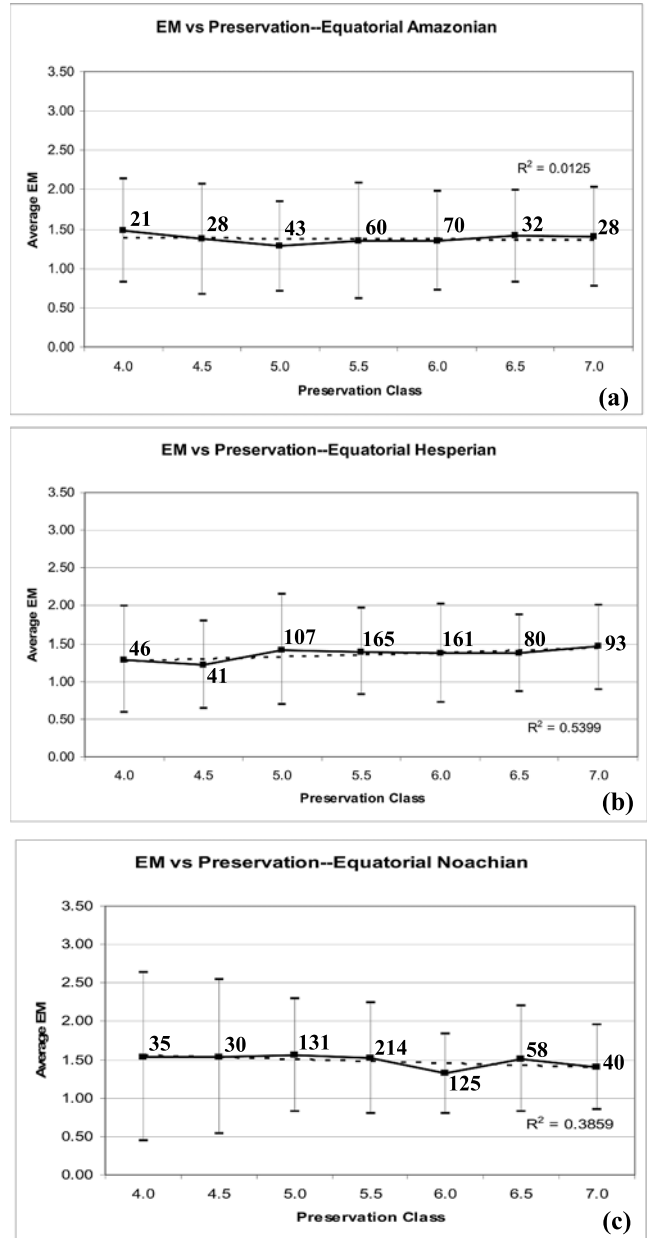 EM vs Preservation--Equatorial Amazonian
3.50
3.00
2.50
2.00
1.50
1.00
0.50
0.00
Average EM
R² = 0.0125
21 28 43 60 70 32 28
4.0 4.5 5.0 5.5 6.0 6.5 7.0
Preservation Class
(a)
EM vs Preservation--Equatorial Hesperian
3.50
3.00
2.50
2.00
1.50
1.00
0.50
0.00
Average EM
46 41 107 165 161 80 93
R² = 0.5399
4.0 4.5 5.0 5.5 6.0 6.5 7.0
Preservation Class
(b)
EM vs Preservation--Equatorial Noachian
3.50
3.00
2.50
2.00
1.50
1.00
0.50
0.00
Average EM
35 30 131 214 125 58 40
R² = 0.3859
4.0 4.5 5.0 5.5 6.0 6.5 7.0
Preservation Class
(c)